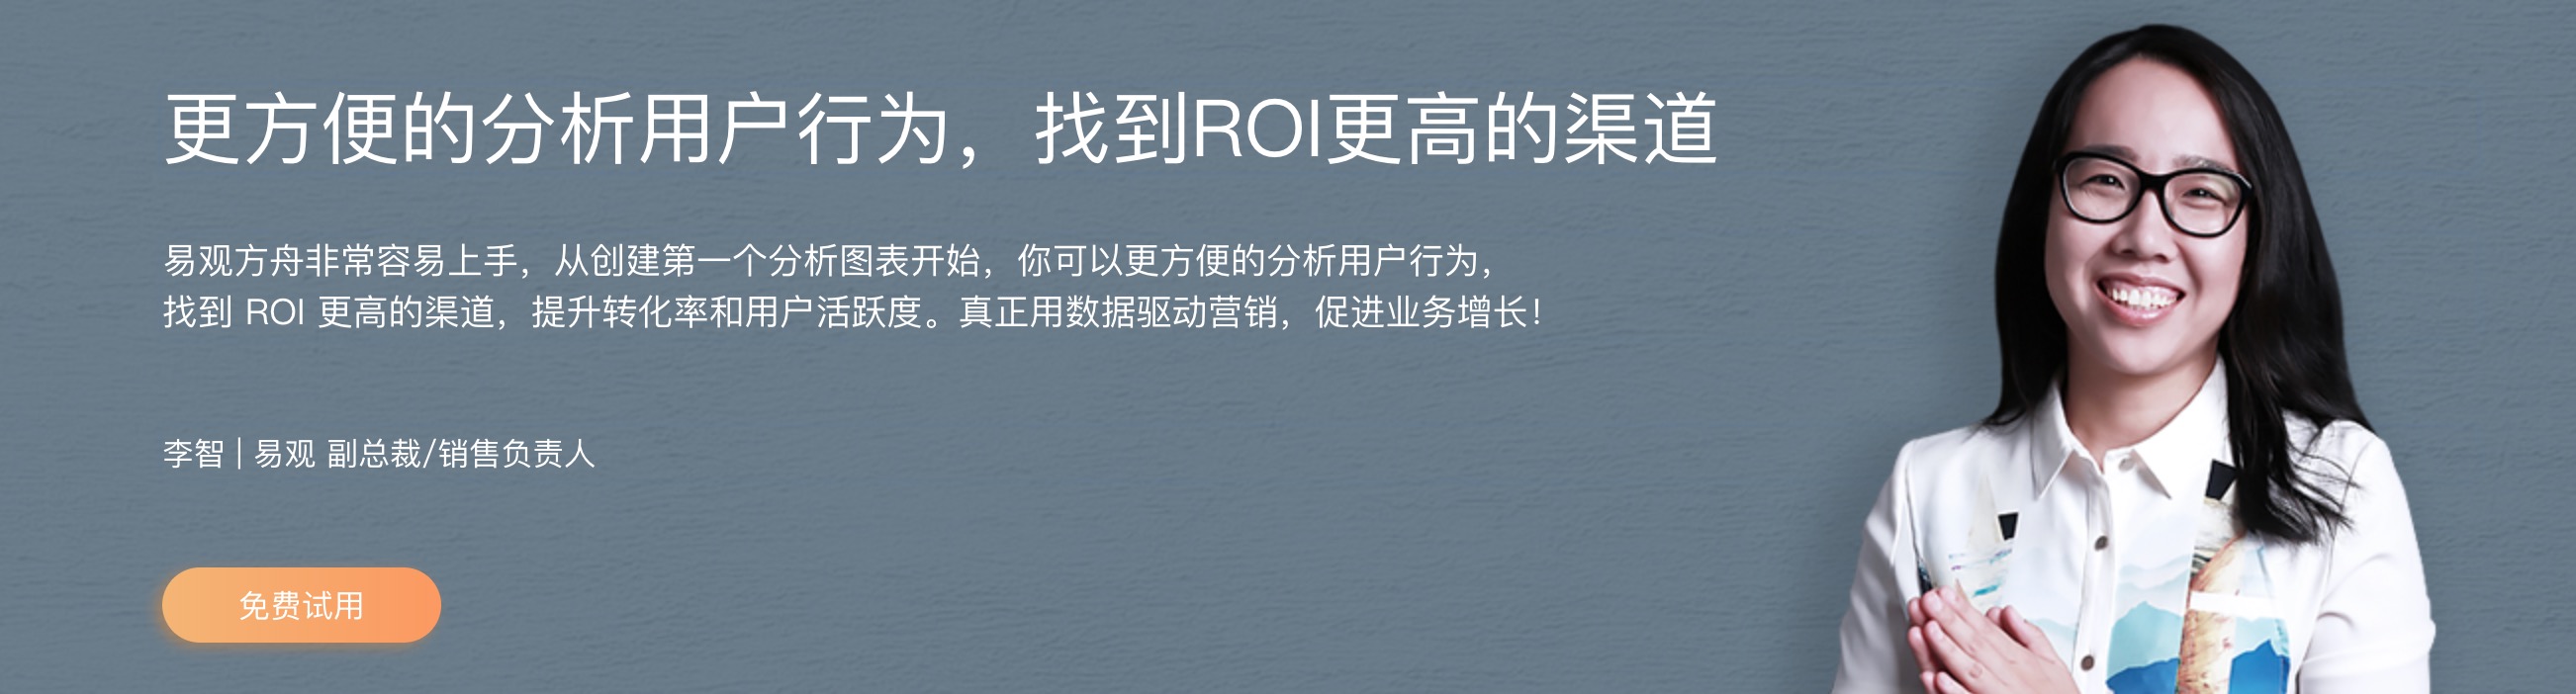 更方便的分析用户行为，找到ROI更高的渠道
易观方舟非常容易上手，从创建第一个分析图表开始，你可以更方便的分析用户行为，
找到 ROI 更高的渠道，提升转化率和用户活跃度。真正用数据驱动营销，促进业务增长！
李智 | 易观 副总裁/销售负责人
免费试用